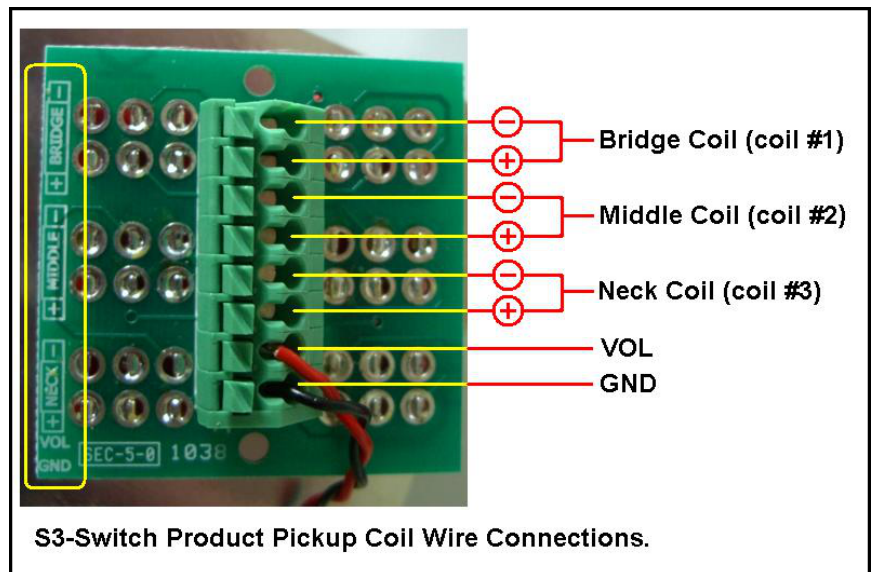 − BRIDGE +
− MIDDLE +
− NECK +
VOL
GND
SEC-5-0 1038
− Bridge Coil (coil #1)
+
− Middle Coil (coil #2)
+
− Neck Coil (coil #3)
+
VOL
GND
S3-Switch Product Pickup Coil Wire Connections.